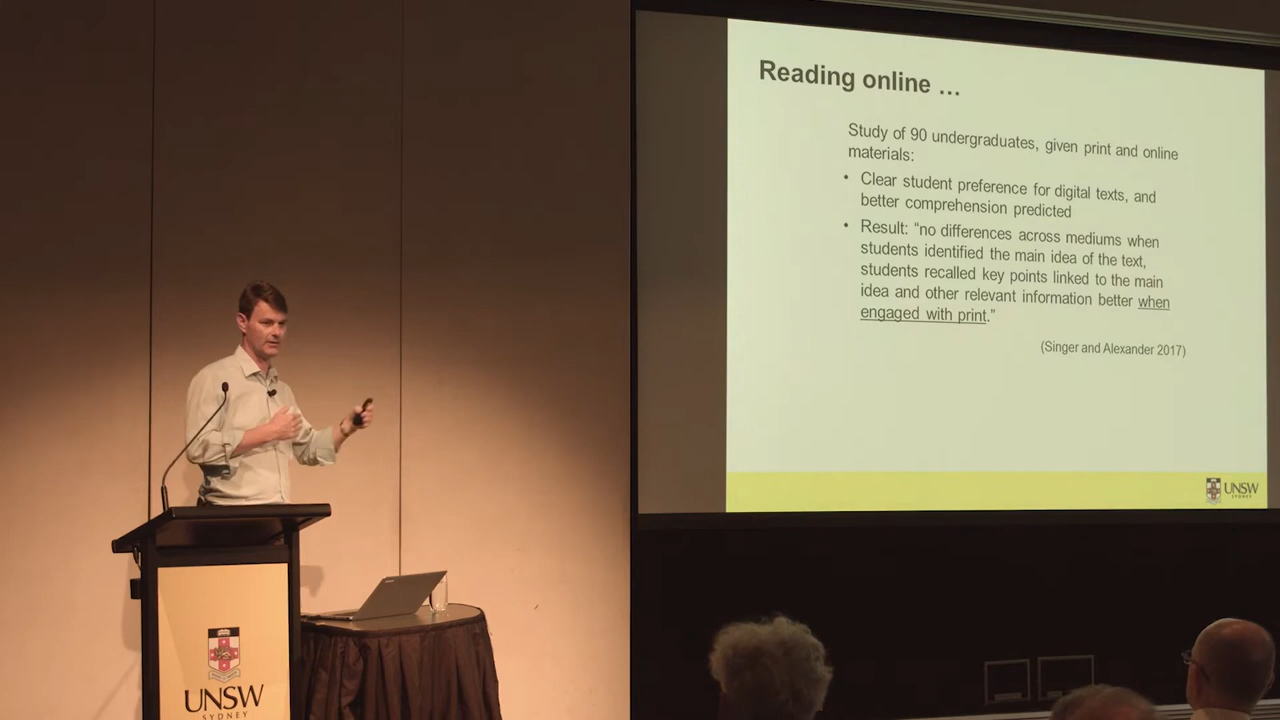 Reading online …
Study of 90 undergraduates, given print and online
materials:
• Clear student preference for digital texts, and
better comprehension predicted
• Result: “no differences across mediums when
students identified the main idea of the text,
students recalled key points linked to the main
idea and other relevant information better when
engaged with print.”
(Singer and Alexander 2017)
UNSW
SYDNEY
UNSW
SYDNEY